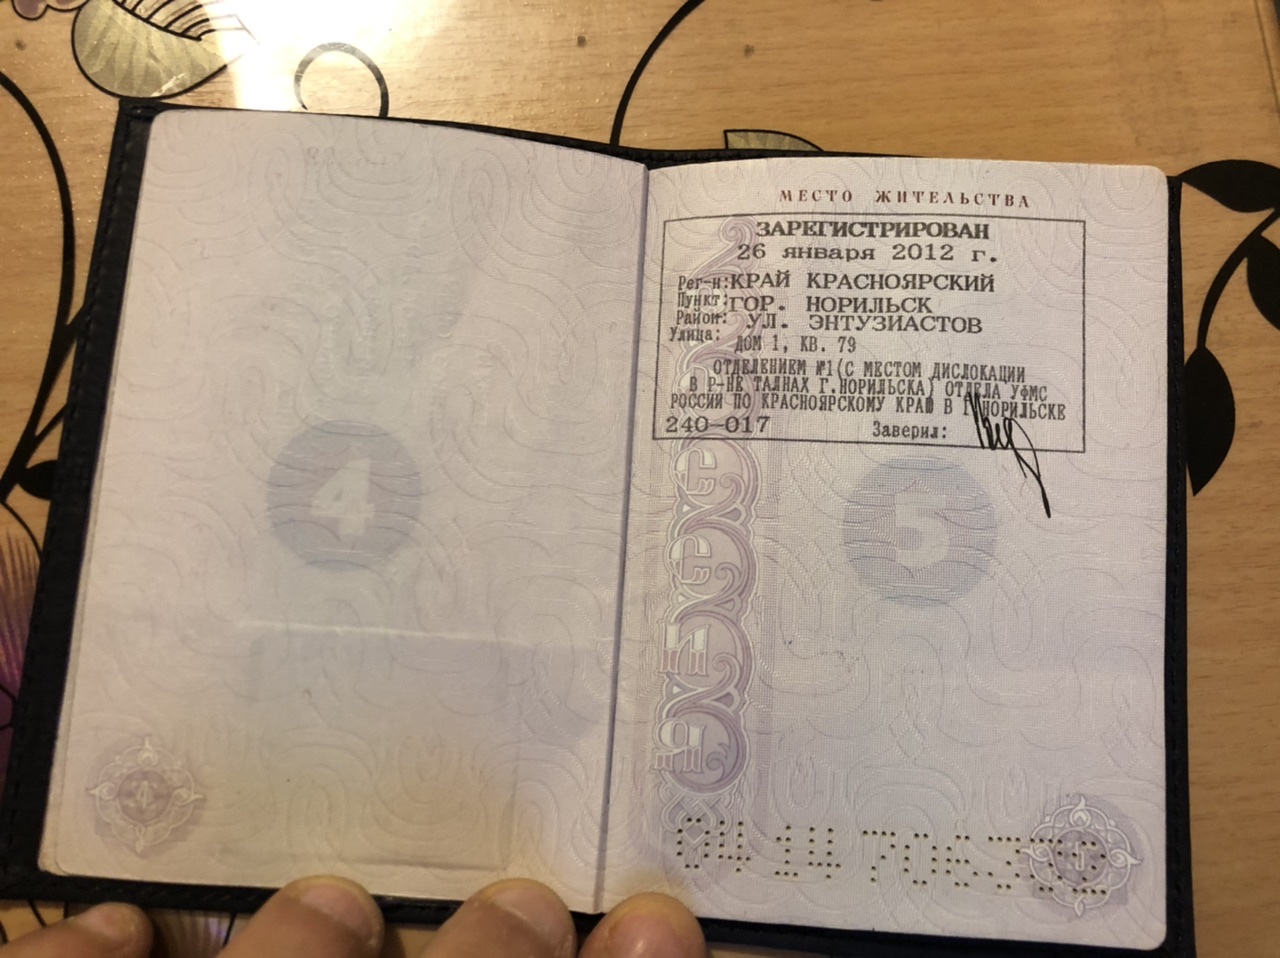 4
МЕСТО ЖИТЕЛЬСТВА
ЗАРЕГИСТРИРОВАН
26 января 2012 г.
Рег-н: КРАЙ КРАСНОЯРСКИЙ
Пункт: ГОР. НОРИЛЬСК
Район: УЛ. ЭНТУЗИАСТОВ
Улица: ДОМ 1, КВ. 79
ОТДЕЛЕНИЕМ №1(С МЕСТОМ ДИСЛОКАЦИИ
В Р-НЕ ТАЛНАХ Г.НОРИЛЬСКА) ОТДЕЛА УФМС
РОССИИ ПО КРАСНОЯРСКОМУ КРАЮ В Г.НОРИЛЬСКЕ
240-017 Заверил:
5
04 7063